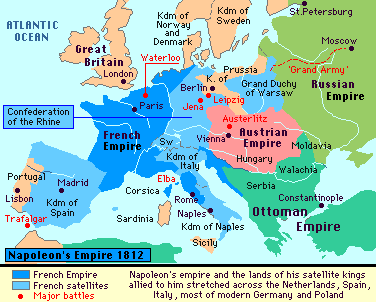 ATLANTIC
OCEAN
Kdm of
Norway
and
Denmark
Kdm of
Sweden
St.Petersburg
Moscow
Great
Britain
London
Waterloo
Prussia
'Grand Army'
Berlin
K. of
Grand Duchy
of Warsaw
Russian
Empire
Jena
Leipzig
Paris
Confederation
of the Rhine
Austerlitz
French
Empire
Vienna
Austrian
Empire
Sw
Hungary
Moldavia
Kdm of
Italy
Walachia
Portugal
Madrid
Elba
Corsica
Serbia
Lisbon
Kdm of
Spain
Rome
Constantinople
Sardinia
Naples
Ottoman
Empire
Trafalgar
Kdm of Naples
Sicily
Napoleon's Empire 1812
French Empire
French satellites
Major battles
Napoleon's empire and the lands of his satellite kings
allied to him stretched across the Netherlands, Spain,
Italy, most of modern Germany and Poland